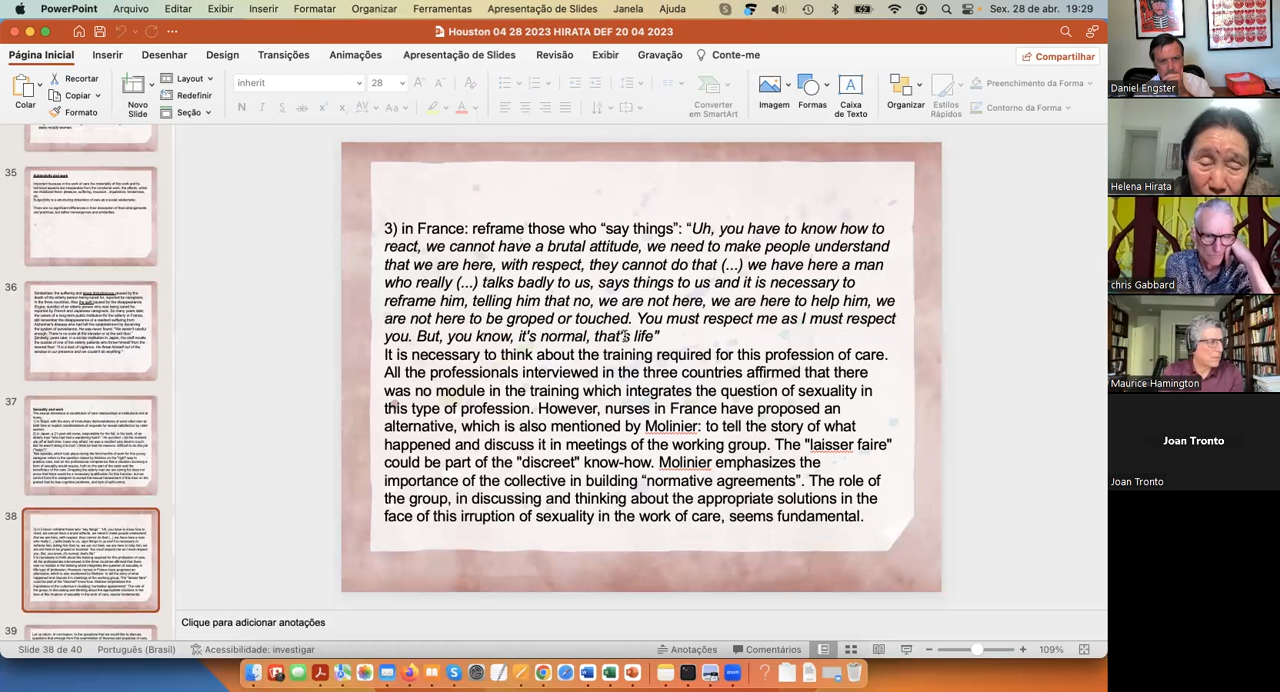 PowerPoint Arquivo Editar Exibir Inserir Formatar Organizar Ferramentas Apresentação de Slides Janela Ajuda Sex. 28 de abr. 19:29
Houston 04 28 2023 HIRATA DEF 20 04 2023
Página Inicial Inserir Desenhar Design Transições Animações Apresentação de Slides Revisão Exibir Gravação Conte-me Compartilhar
Colar
Recortar
Copiar
Formato
Novo
Slide
Layout
Redefinir
Seção
inherit 28
Converter
em SmartArt
Imagem
Formas
Caixa
de Texto
Organizar
Estilos
Rápidos
Preenchimento da Forma
Contorno da Forma
35
36
37
Sexuality and work
38
39
3) in France: reframe those who “say things”: “Uh, you have to know how to
react, we cannot have a brutal attitude, we need to make people understand
that we are here, with respect, they cannot do that (...) we have here a man
who really (...) talks badly to us, says things to us and it is necessary to
reframe him, telling him that no, we are not here, we are here to help him, we
are not here to be groped or touched. You must respect me as I must respect
you. But, you know, it's normal, that's life”
It is necessary to think about the training required for this profession of care.
All the professionals interviewed in the three countries affirmed that there
was no module in the training which integrates the question of sexuality in
this type of profession. However, nurses in France have proposed an
alternative, which is also mentioned by Molinier: to tell the story of what
happened and discuss it in meetings of the working group. The "laisser faire"
could be part of the "discreet" know-how. Molinier emphasizes the
importance of the collective in building “normative agreements”. The role of
the group, in discussing and thinking about the appropriate solutions in the
face of this irruption of sexuality in the work of care, seems fundamental.
Clique para adicionar anotações
Slide 38 de 40 Português (Brasil) Acessibilidade: investigar Anotações Comentários 109%
Daniel Engster
Helena Hirata
chris Gabbard
Maurice Hamington
Joan Tronto
Joan Tronto